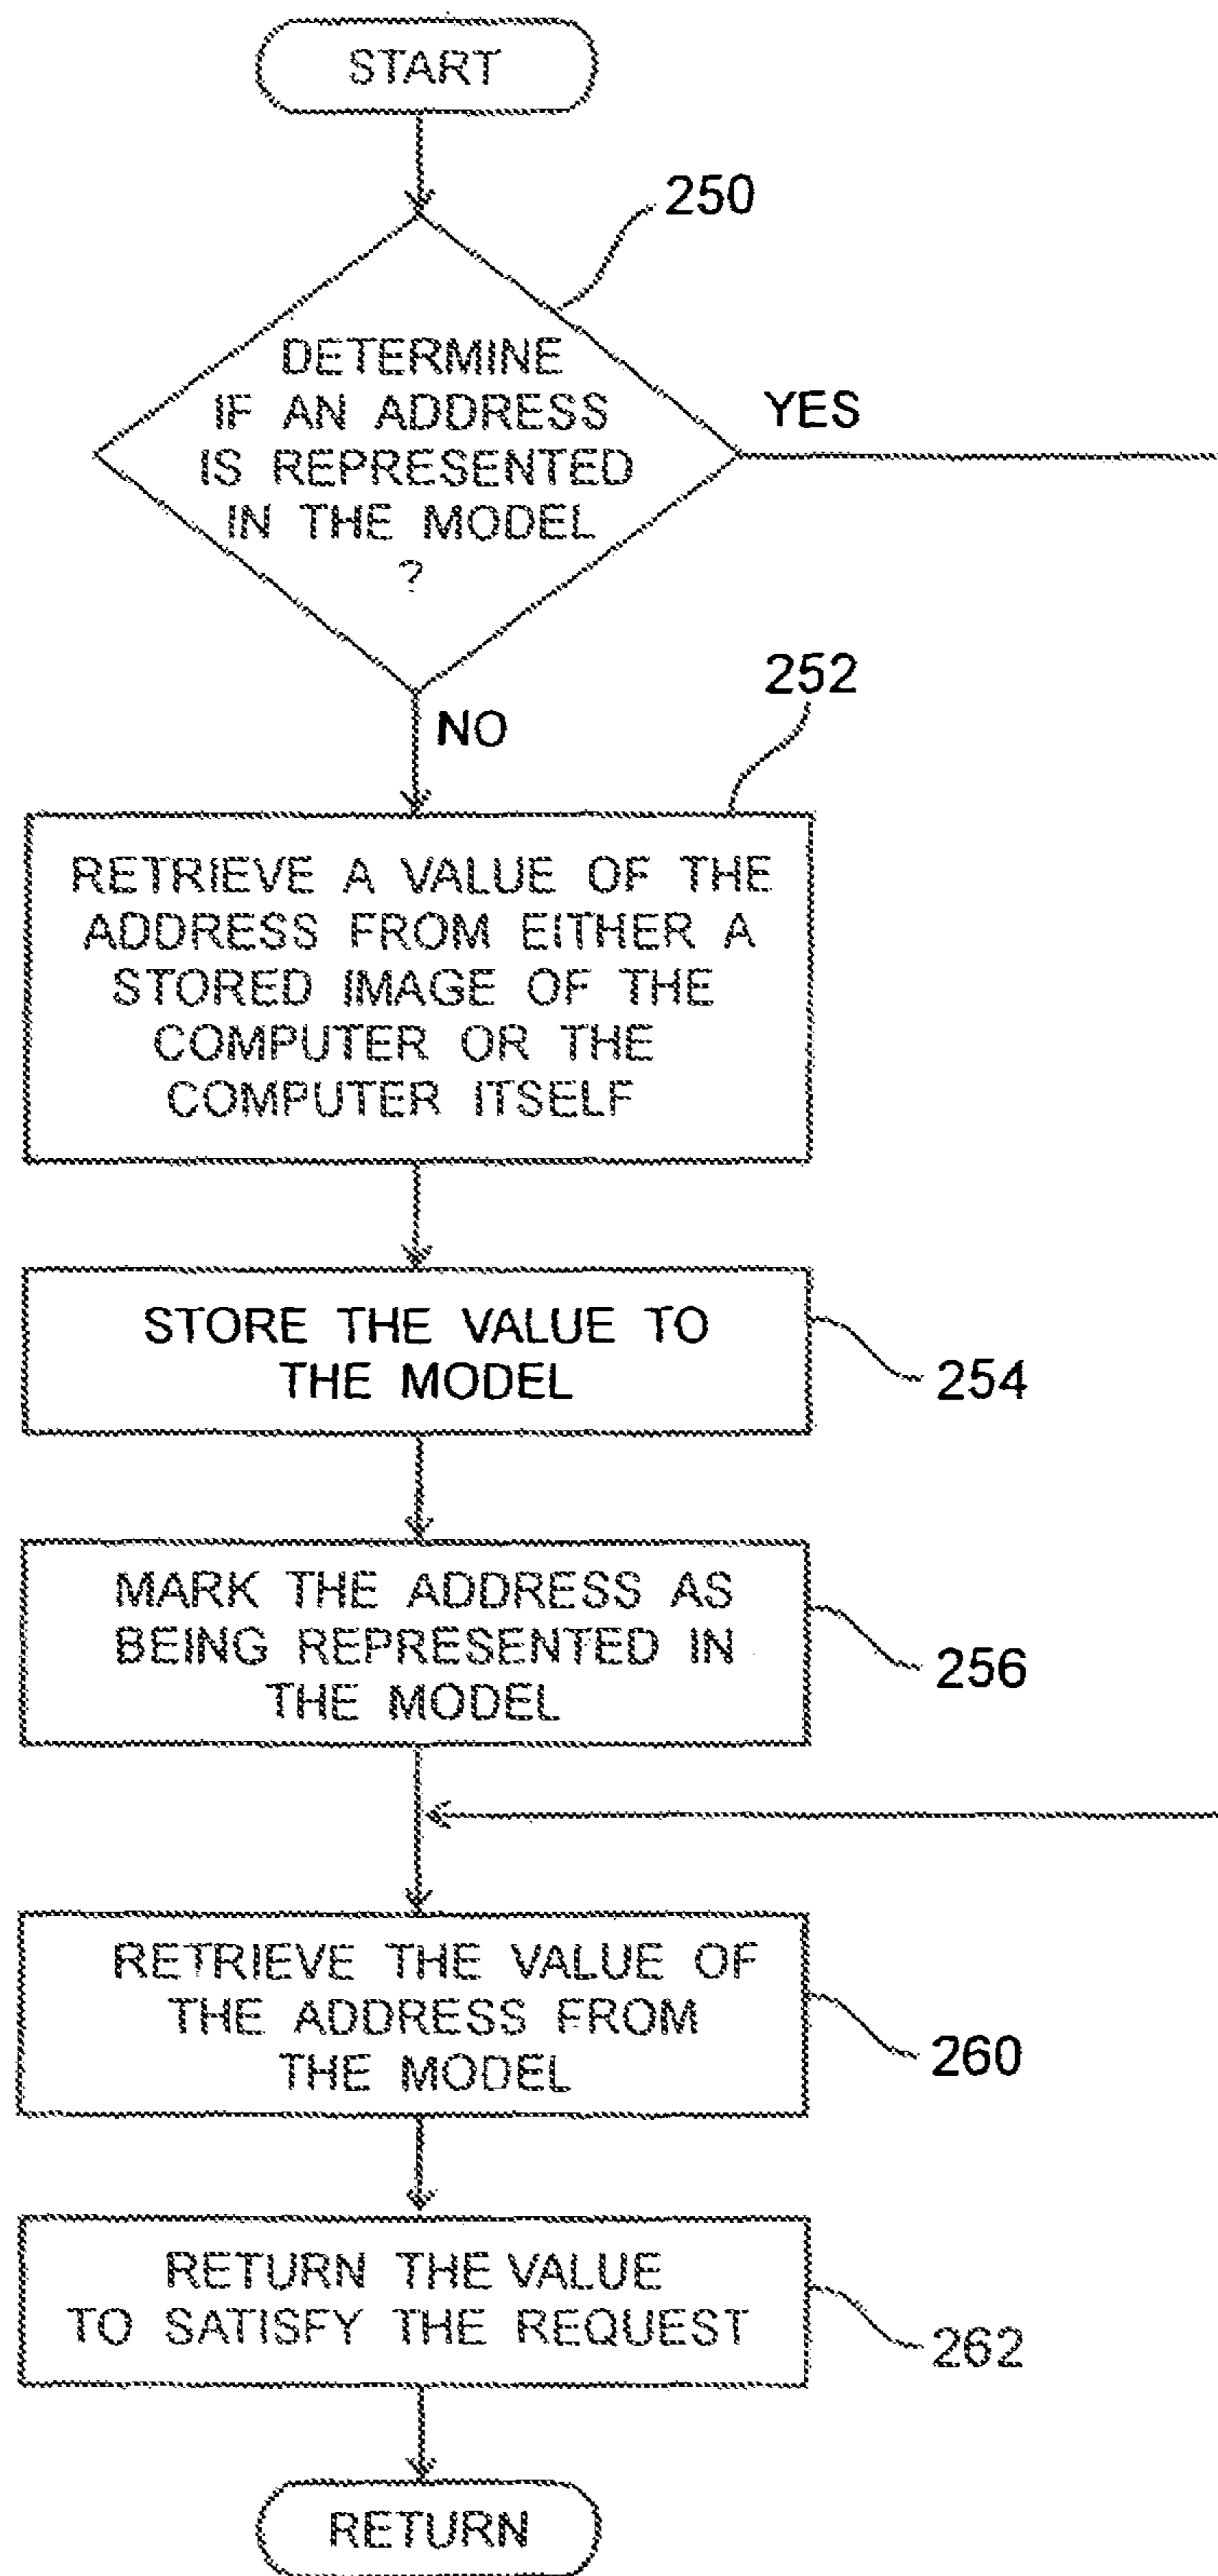 START
250
DETERMINE
IF AN ADDRESS
IS REPRESENTED
IN THE MODEL
?
YES
NO
252
RETRIEVE A VALUE OF THE
ADDRESS FROM EITHER A
STORED IMAGE OF THE
COMPUTER OR THE
COMPUTER ITSELF
STORE THE VALUE TO
THE MODEL
254
MARK THE ADDRESS AS
BEING REPRESENTED IN
THE MODEL
256
RETRIEVE THE VALUE OF
THE ADDRESS FROM
THE MODEL
260
RETURN THE VALUE
TO SATISFY THE REQUEST
262
RETURN